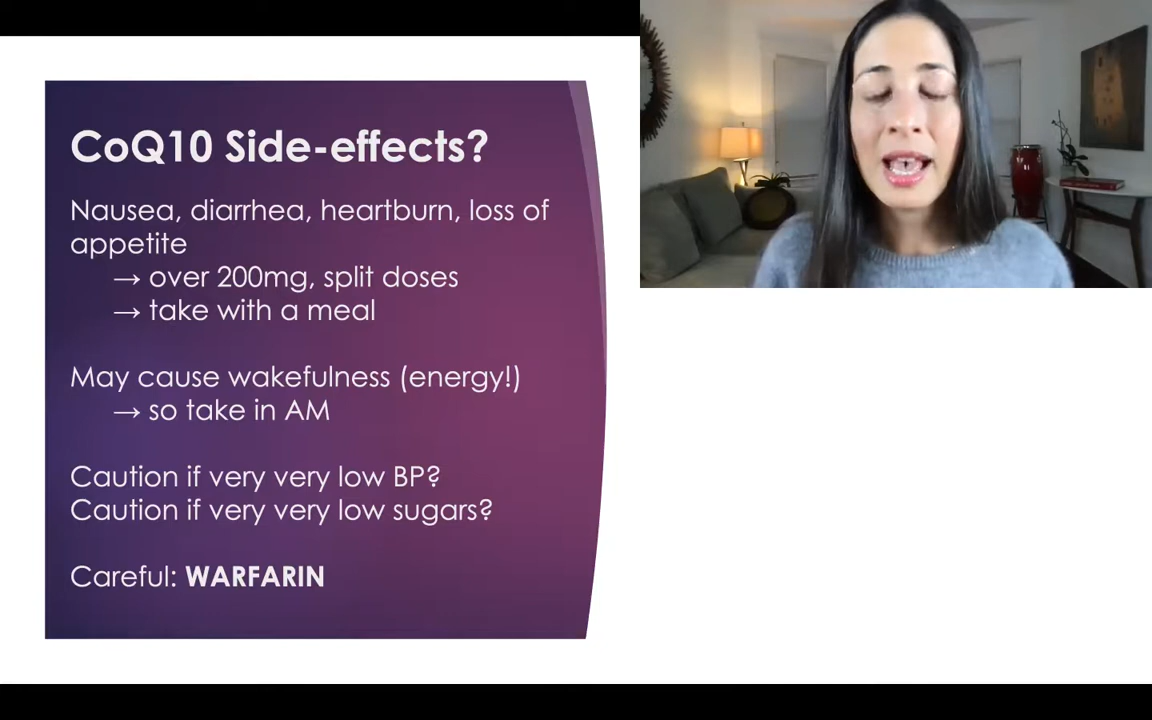 CoQ10 Side-effects?
Nausea, diarrhea, heartburn, loss of
appetite
→ over 200mg, split doses
→ take with a meal
May cause wakefulness (energy!)
→ so take in AM
Caution if very very low BP?
Caution if very very low sugars?
Careful: WARFARIN